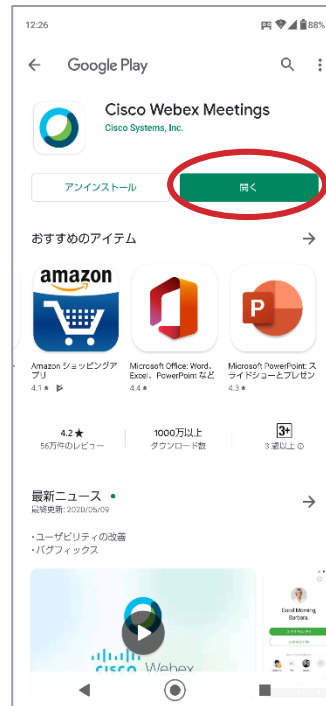 12:26
88%
Google Play
Cisco Webex Meetings
Cisco Systems, Inc.
アンインストール
開く
おすすめのアイテム
amazon
P
Amazon ショッピングア
プリ
4.1★
Microsoft Office: Word、
Excel、PowerPoint など
4.4★
Microsoft PowerPoint: ス
ライドショーとプレゼン
4.3★
4.2★
56万件のレビュー
1000万以上
ダウンロード数
3+
3 歳以上
最新ニュース
最終更新: 2020/05/09
・ユーザビリティの改善
・バグフィックス
cisco Webex
Good Morning,
Barbara.